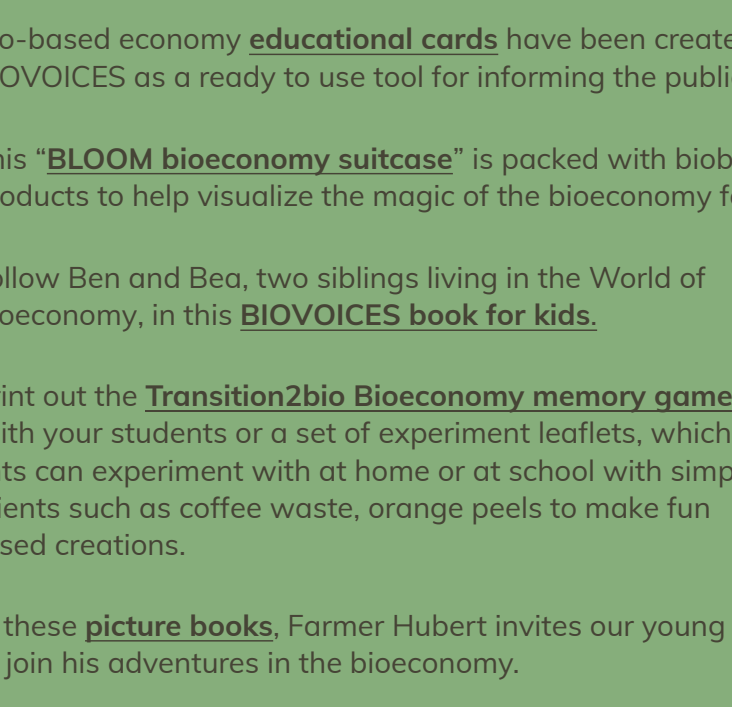 o-based economy educational cards have been create
OVOICES as a ready to use tool for informing the publi
his “BLOOM bioeconomy suitcase” is packed with biob
oducts to help visualize the magic of the bioeconomy f
ollow Ben and Bea, two siblings living in the World of
oeconomy, in this BIOVOICES book for kids.
int out the Transition2bio Bioeconomy memory game
ith your students or a set of experiment leaflets, which
nts can experiment with at home or at school with simp
ients such as coffee waste, orange peels to make fun
sed creations.
these picture books, Farmer Hubert invites our young
join his adventures in the bioeconomy.